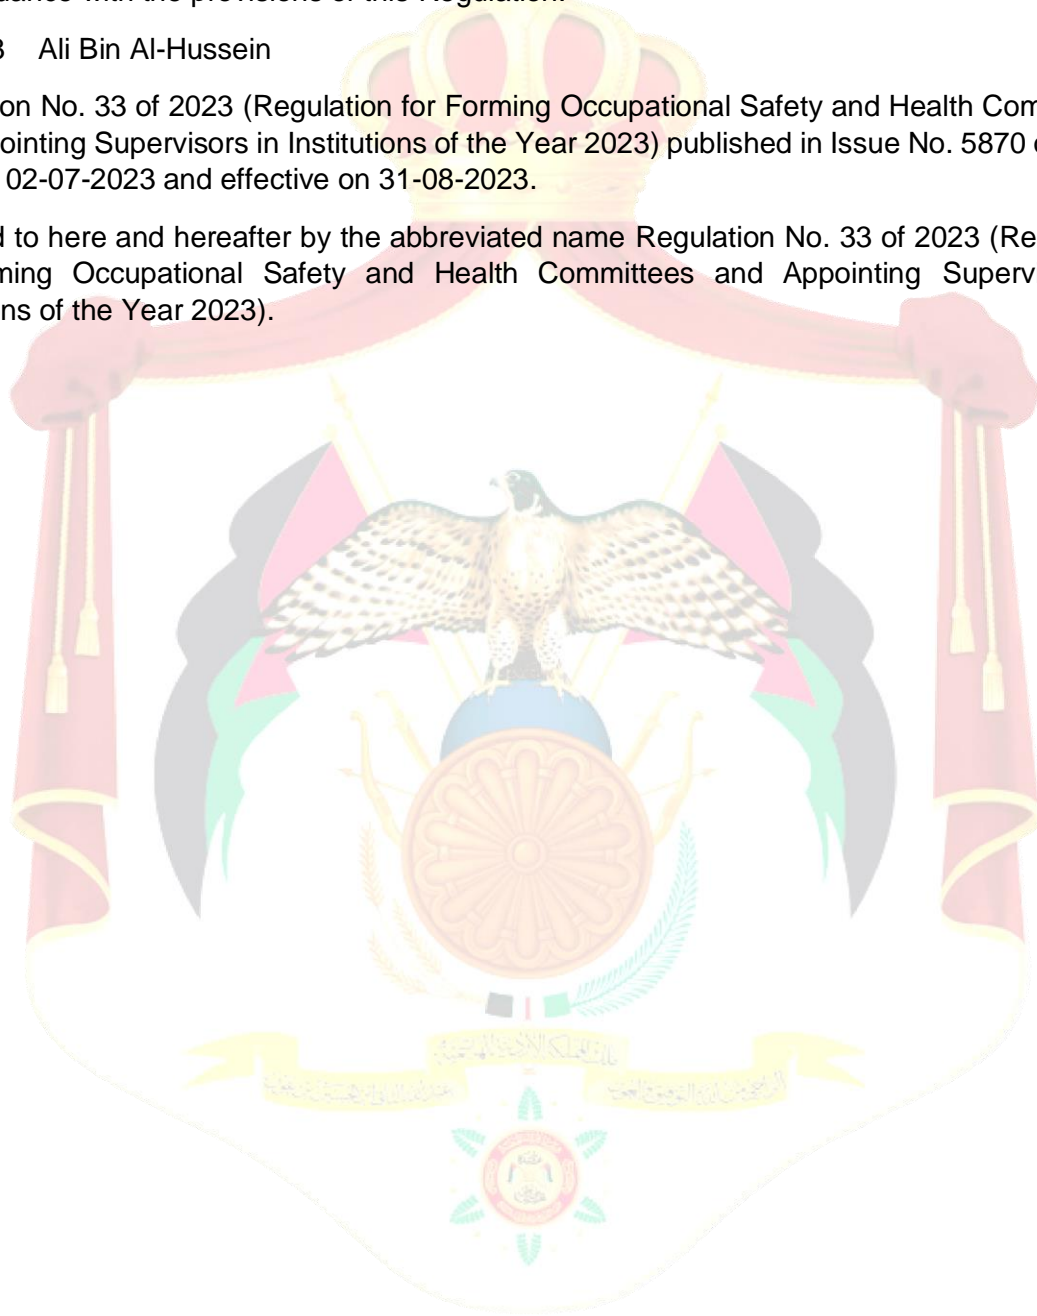 dance with the provisions of this Regulation.
3 Ali Bin Al-Hussein
on No. 33 of 2023 (Regulation for Forming Occupational Safety and Health Com
pointing Supervisors in Institutions of the Year 2023) published in Issue No. 5870
02-07-2023 and effective on 31-08-2023.
d to here and hereafter by the abbreviated name Regulation No. 33 of 2023 (Re
ming Occupational Safety and Health Committees and Appointing Superv
ns of the Year 2023).